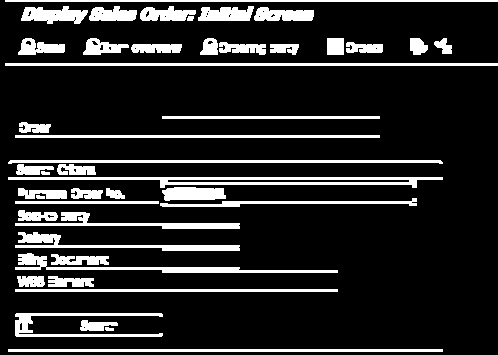 Display Sales Order: Initial Screen
Sales Item overview Ordering party Orders
Order
Search Criteria
Purchase Order No.
Sold-to party
Delivery
Billing Document
WBS Element
Search